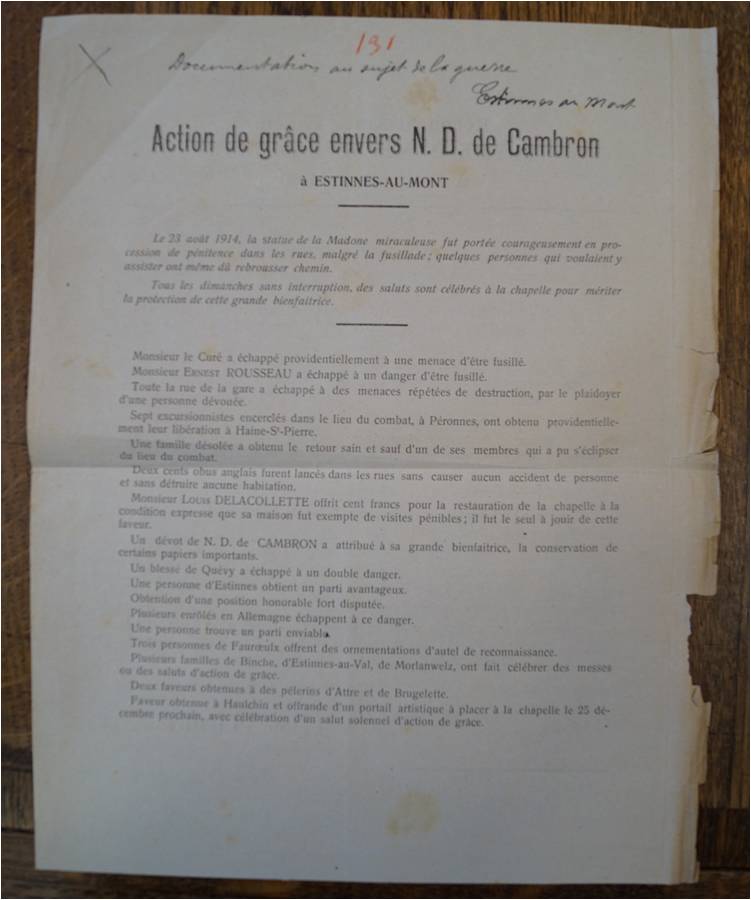 131
Documentation au sujet de la guerre
Estinnes au Mont
Action de grâce envers N. D. de Cambron
à ESTINNES-AU-MONT
Le 23 août 1914, la statue de la Madone miraculeuse fut portée courageusement en pro-
cession de pénitence dans les rues, malgré la fusillade ; quelques personnes qui voulaient y
assister ont même dû rebrousser chemin.
Tous les dimanches sans interruption, des saluts sont célébrés à la chapelle pour mériter
la protection de cette grande bienfaitrice.
Monsieur le Curé a échappé providentiellement à une menace d'être fusillé.
Monsieur ERNEST ROUSSEAU a échappé à un danger d'être fusillé.
Toute la rue de la gare a échappé à des menaces répétées de destruction, par le plaidoyer
d'une personne dévouée.
Sept excursionnistes encerclés dans le lieu du combat, à Péronnes, ont obtenu providentielle-
ment leur libération à Haine-St-Pierre.
Une famille désolée a obtenu le retour sain et sauf d'un de ses membres qui a pu s'éclipser
du lieu du combat.
Deux cents obus anglais furent lancés dans les rues sans causer aucun accident de personne
et sans détruire aucune habitation.
Monsieur LOUIS DELACOLLETTE offrit cent francs pour la restauration de la chapelle à la
condition expresse que sa maison fut exempte de visites pénibles ; il fut le seul à jouir de cette
faveur.
Un dévot de N. D. de CAMBRON a attribué à sa grande bienfaitrice, la conservation de
certains papiers importants.
Un blessé de Quévy a échappé à un double danger.
Une personne d'Estinnes obtient un parti avantageux.
Obtention d'une position honorable fort disputée.
Plusieurs enrôlés en Allemagne échappent à ce danger.
Une personne trouve un parti enviable.
Trois personnes de Faurœulx offrent des ornementations d'autel de reconnaissance.
Plusieurs familles de Binche, d'Estinnes-au-Val, de Morlanwelz, ont fait célébrer des messes
ou des saluts d'action de grâce.
Deux faveurs obtenues à des pèlerins d'Attre et de Brugelette.
Faveur obtenue à Haulchin et offrande d'un portail artistique à placer à la chapelle le 25 dé-
cembre prochain, avec célébration d'un salut solennel d'action de grâce.